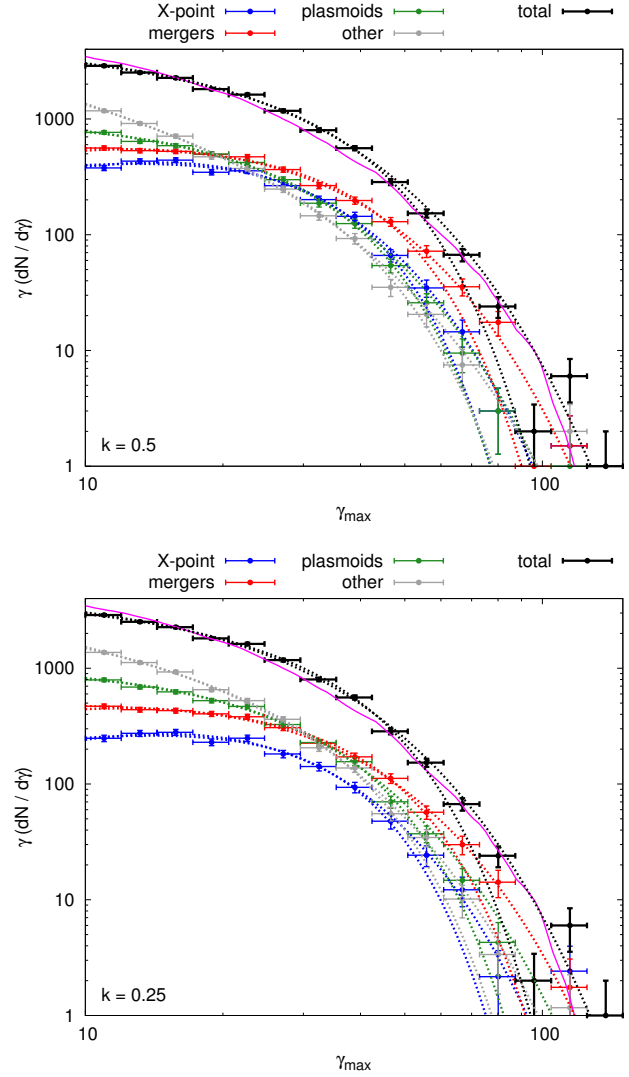 X-point plasmoids total
mergers other
1000
100
10
1
γ (dN / dγ)
k = 0.5
10 100
γmax
X-point plasmoids total
mergers other
1000
100
10
1
γ (dN / dγ)
k = 0.25
10 100
γmax